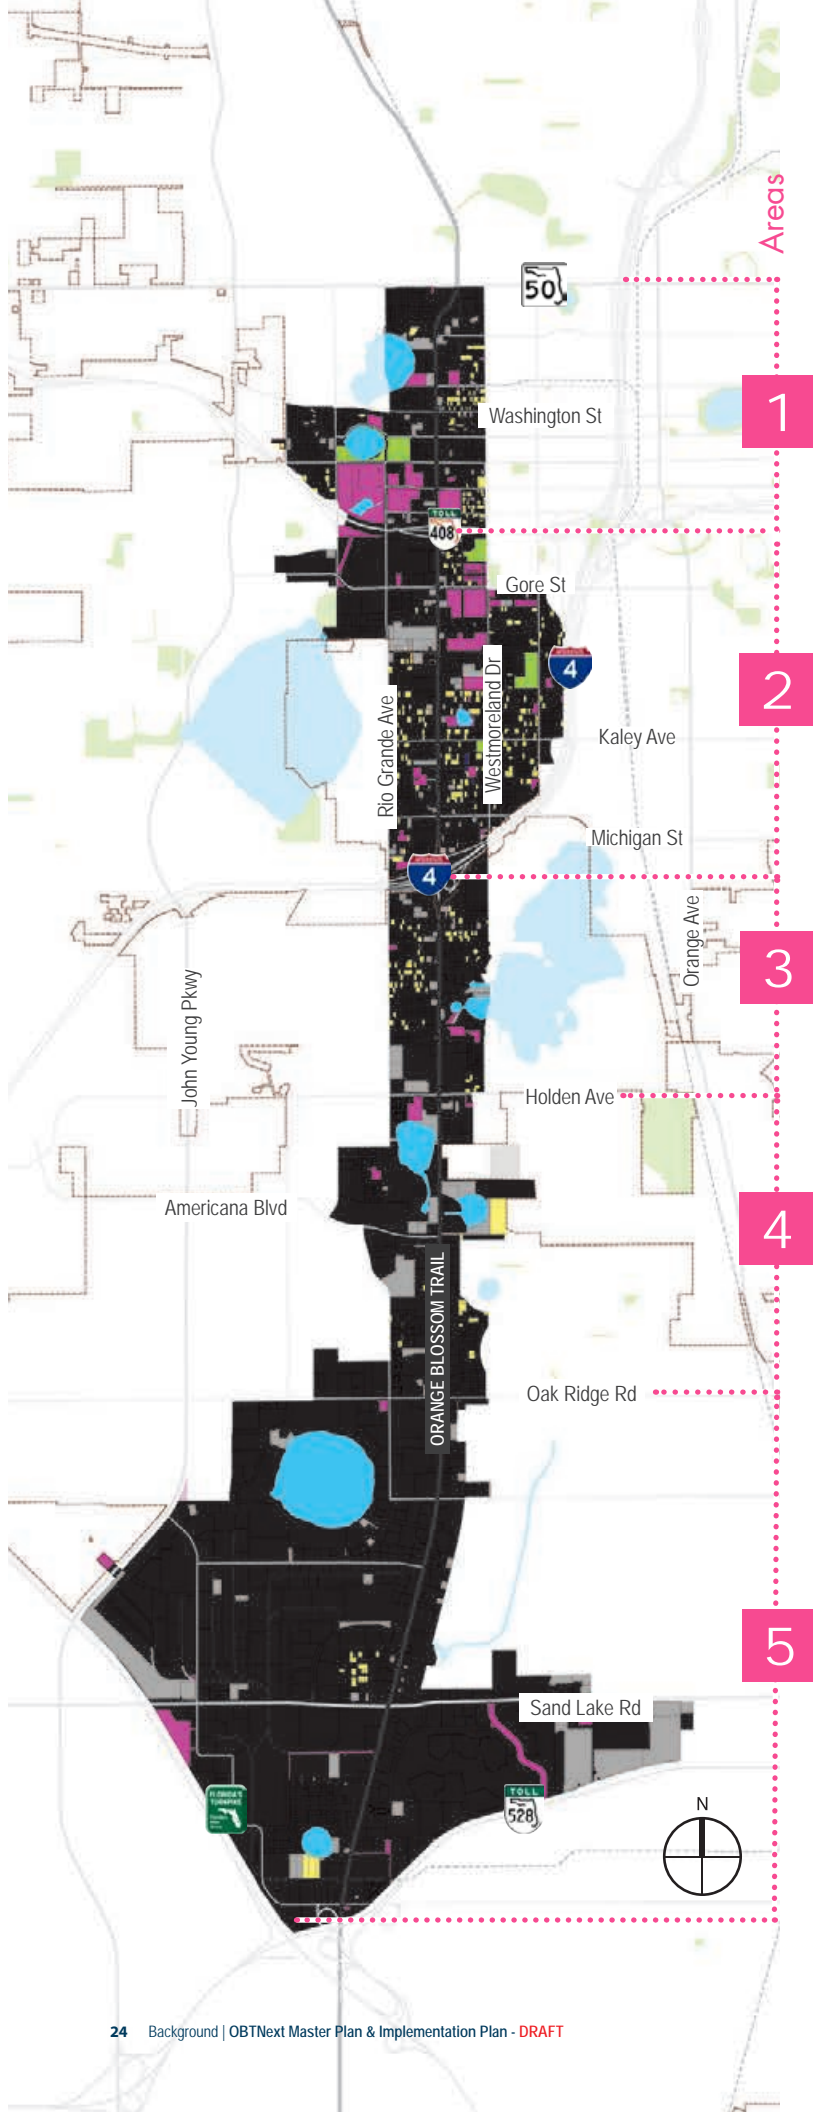 Areas
50
1
Washington St
TOLL
408
Gore St
4
2
Westmoreland Dr
Rio Grande Ave
Kaley Ave
Michigan St
4
Orange Ave
3
John Young Pkwy
Holden Ave
Americana Blvd
4
ORANGE BLOSSOM TRAIL
Oak Ridge Rd
5
Sand Lake Rd
FLORIDA'S
TURNPIKE
TOLL
528
N
24 Background | OBTNext Master Plan & Implementation Plan - DRAFT